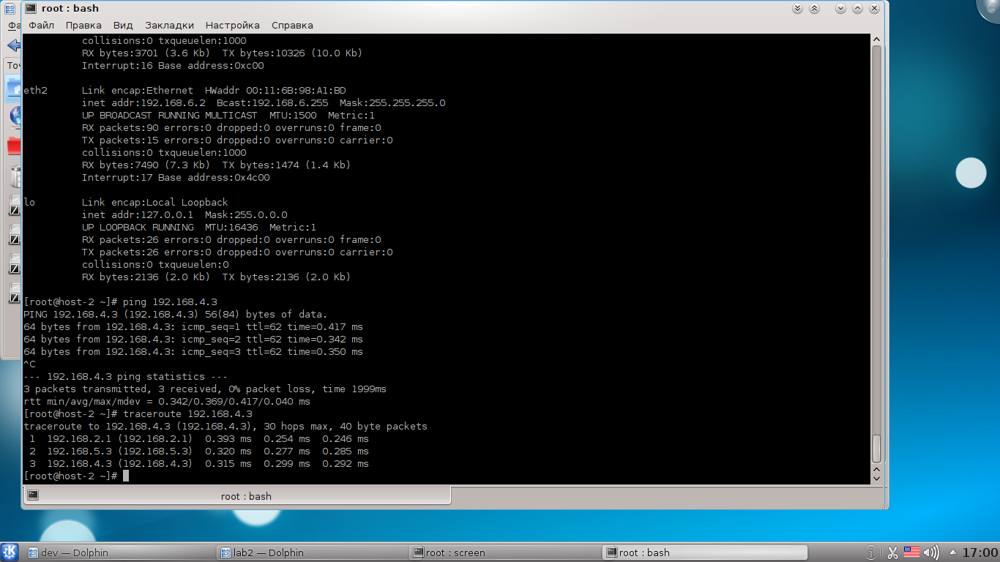 root : bash
Файл Правка Вид Закладки Настройка Справка
collisions:0 txqueuelen:1000
RX bytes:3701 (3.6 Kb)  TX bytes:10326 (10.0 Kb)
Interrupt:16 Base address:0xc00
eth2      Link encap:Ethernet  HWaddr 00:11:6B:98:A1:BD
inet addr:192.168.6.2  Bcast:192.168.6.255  Mask:255.255.255.0
UP BROADCAST RUNNING MULTICAST  MTU:1500  Metric:1
RX packets:90 errors:0 dropped:0 overruns:0 frame:0
TX packets:15 errors:0 dropped:0 overruns:0 carrier:0
collisions:0 txqueuelen:1000
RX bytes:7490 (7.3 Kb)  TX bytes:1474 (1.4 Kb)
Interrupt:17 Base address:0x4c00
lo        Link encap:Local Loopback
inet addr:127.0.0.1  Mask:255.0.0.0
UP LOOPBACK RUNNING  MTU:16436  Metric:1
RX packets:26 errors:0 dropped:0 overruns:0 frame:0
TX packets:26 errors:0 dropped:0 overruns:0 carrier:0
collisions:0 txqueuelen:0
RX bytes:2136 (2.0 Kb)  TX bytes:2136 (2.0 Kb)
[root@host-2 ~]# ping 192.168.4.3
PING 192.168.4.3 (192.168.4.3) 56(84) bytes of data.
64 bytes from 192.168.4.3: icmp_seq=1 ttl=62 time=0.417 ms
64 bytes from 192.168.4.3: icmp_seq=2 ttl=62 time=0.342 ms
64 bytes from 192.168.4.3: icmp_seq=3 ttl=62 time=0.350 ms
^C
--- 192.168.4.3 ping statistics ---
3 packets transmitted, 3 received, 0% packet loss, time 1999ms
rtt min/avg/max/mdev = 0.342/0.369/0.417/0.040 ms
[root@host-2 ~]# traceroute 192.168.4.3
traceroute to 192.168.4.3 (192.168.4.3), 30 hops max, 40 byte packets
1  192.168.2.1 (192.168.2.1)  0.393 ms  0.254 ms  0.246 ms
2  192.168.5.3 (192.168.5.3)  0.320 ms  0.277 ms  0.285 ms
3  192.168.4.3 (192.168.4.3)  0.315 ms  0.299 ms  0.292 ms
[root@host-2 ~]#
root : bash
dev — Dolphin
lab2 — Dolphin
root : screen
root : bash
17:00